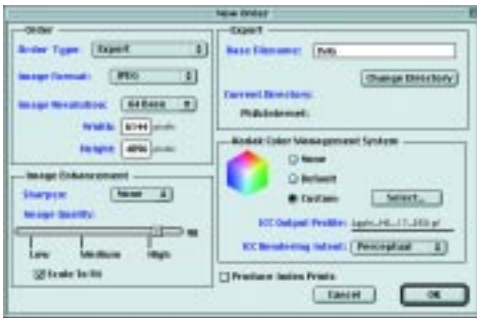 New Order
Order
Order Type: Export
Image Format: JPEG
Image Resolution: 64 Base
Width: 6144 pixels
Height: 4096 pixels
Image Enhancement
Sharpen: None
Image Quality:
90
Low Medium High
Scale To Fit
Export
Base Filename:
Change Directory
Current Directory:
Kodak Color Management System
None
Default
Custom
Select...
ICC Output Profile:
ICC Rendering Intent: Perceptual
Produce Index Prints
Cancel OK